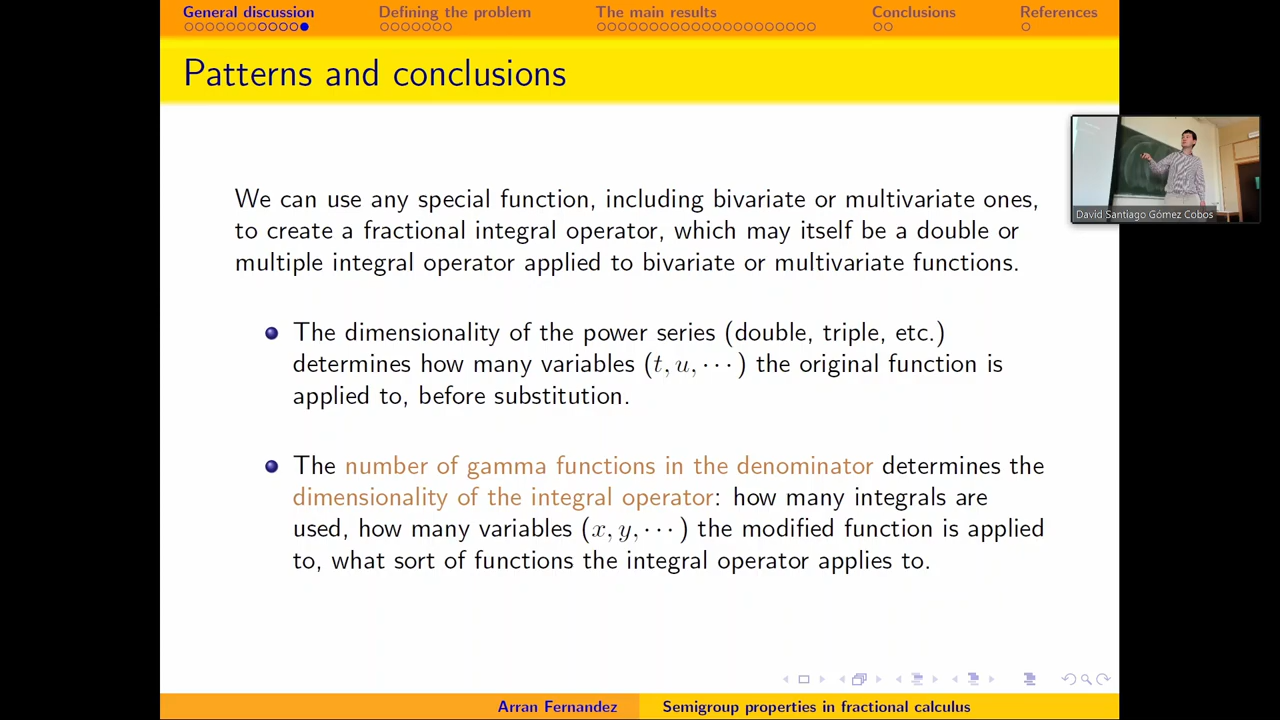 General discussion Defining the problem The main results Conclusions References
Patterns and conclusions
We can use any special function, including bivariate or multivariate ones,
to create a fractional integral operator, which may itself be a double or
multiple integral operator applied to bivariate or multivariate functions.
The dimensionality of the power series (double, triple, etc.)
determines how many variables (t, u, ⋯) the original function is
applied to, before substitution.
The number of gamma functions in the denominator determines the
dimensionality of the integral operator: how many integrals are
used, how many variables (x, y, ⋯) the modified function is applied
to, what sort of functions the integral operator applies to.
David Santiago Gómez Cobos
Arran Fernandez Semigroup properties in fractional calculus